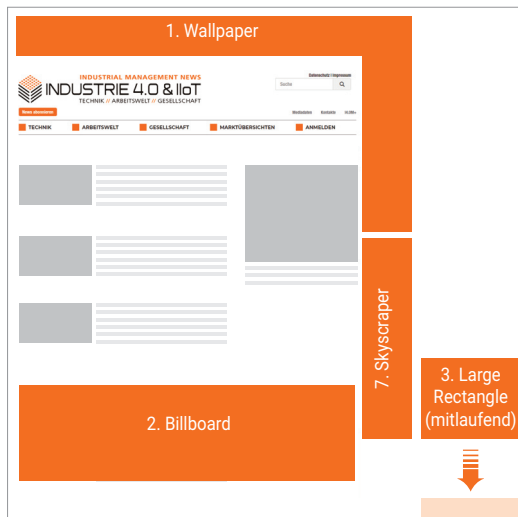 1. Wallpaper
INDUSTRIAL MANAGEMENT NEWS
INDUSTRIE 4.0 & IIoT
TECHNIK // ARBEITSWELT // GESELLSCHAFT
Datenschutz | Impressum
Suche
News abonnieren
Mediadaten Kontakte
TECHNIK ARBEITSWELT GESELLSCHAFT MARKTÜBERSICHTEN ANMELDEN
7. Skyscraper
3. Large
Rectangle
(mitlaufend)
2. Billboard